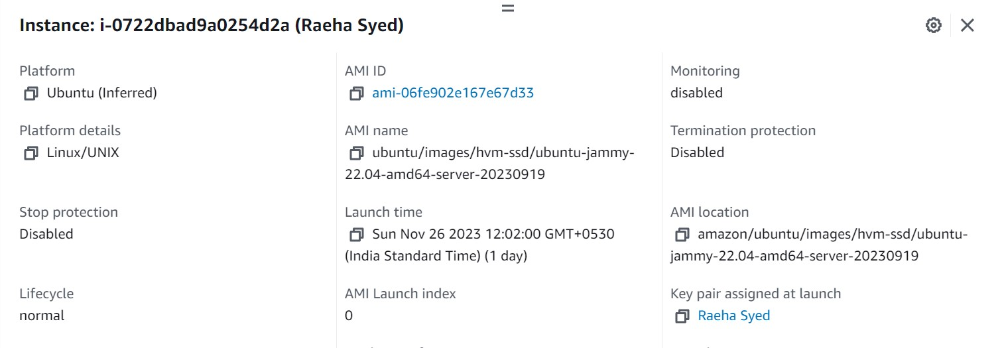 Instance: i-0722dbad9a0254d2a (Raeha Syed)
Platform
Ubuntu (Inferred)
AMI ID
ami-06fe902e167e67d33
Monitoring
disabled
Platform details
Linux/UNIX
AMI name
ubuntu/images/hvm-ssd/ubuntu-jammy-
22.04-amd64-server-20230919
Termination protection
Disabled
Stop protection
Disabled
Launch time
Sun Nov 26 2023 12:02:00 GMT+0530
(India Standard Time) (1 day)
AMI location
amazon/ubuntu/images/hvm-ssd/ubuntu-
jammy-22.04-amd64-server-20230919
Lifecycle
normal
AMI Launch index
0
Key pair assigned at launch
Raeha Syed